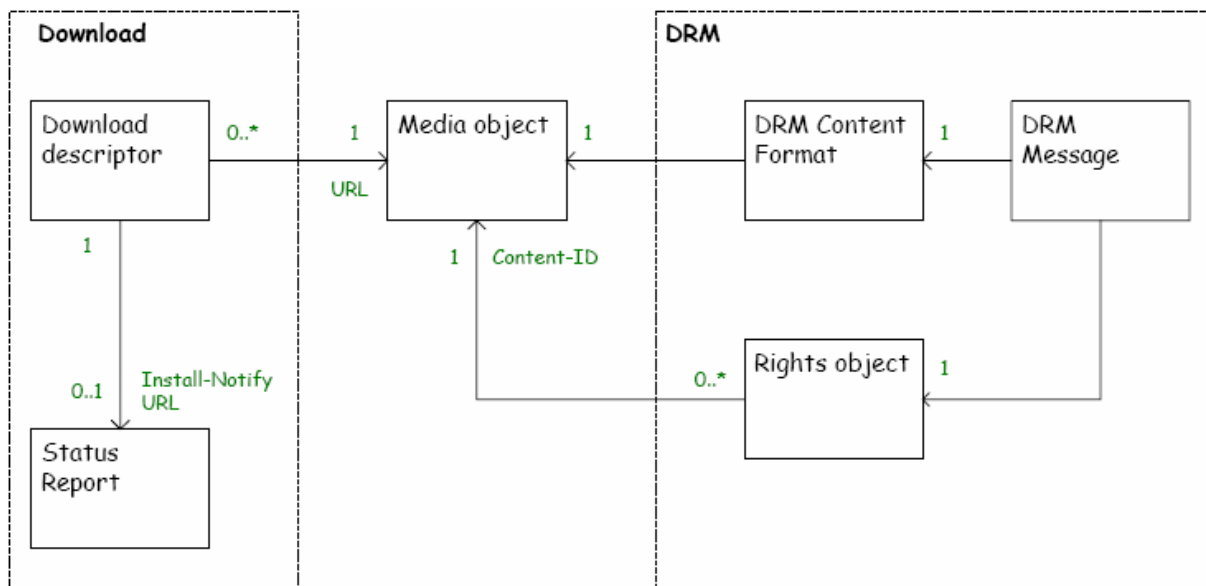 Download
DRM
Download
descriptor
0..*
1
URL
Media object
1
DRM Content
Format
1
DRM
Message
1
1
Content-ID
0..1
Install-Notify
URL
Status
Report
0..*
Rights object
1